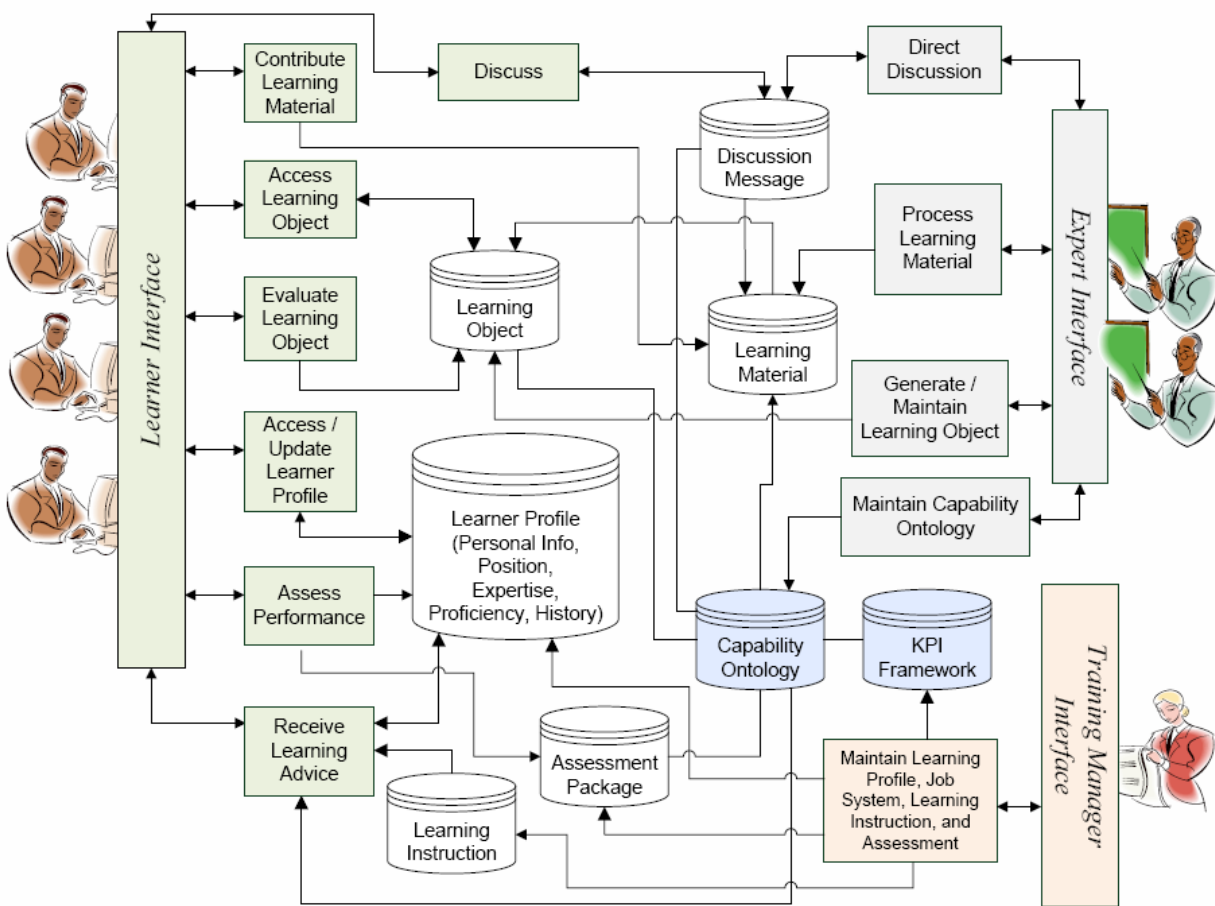 Learner Interface
Contribute
Learning
Material
Discuss
Direct
Discussion
Discussion
Message
Access
Learning
Object
Process
Learning
Material
Expert Interface
Evaluate
Learning
Object
Learning
Object
Learning
Material
Generate /
Maintain
Learning Object
Access /
Update
Learner
Profile
Learner Profile
(Personal Info,
Position,
Expertise,
Proficiency, History)
Maintain Capability
Ontology
Assess
Performance
Capability
Ontology
KPI
Framework
Training Manager
Interface
Receive
Learning
Advice
Assessment
Package
Maintain Learning
Profile, Job
System, Learning
Instruction, and
Assessment
Learning
Instruction